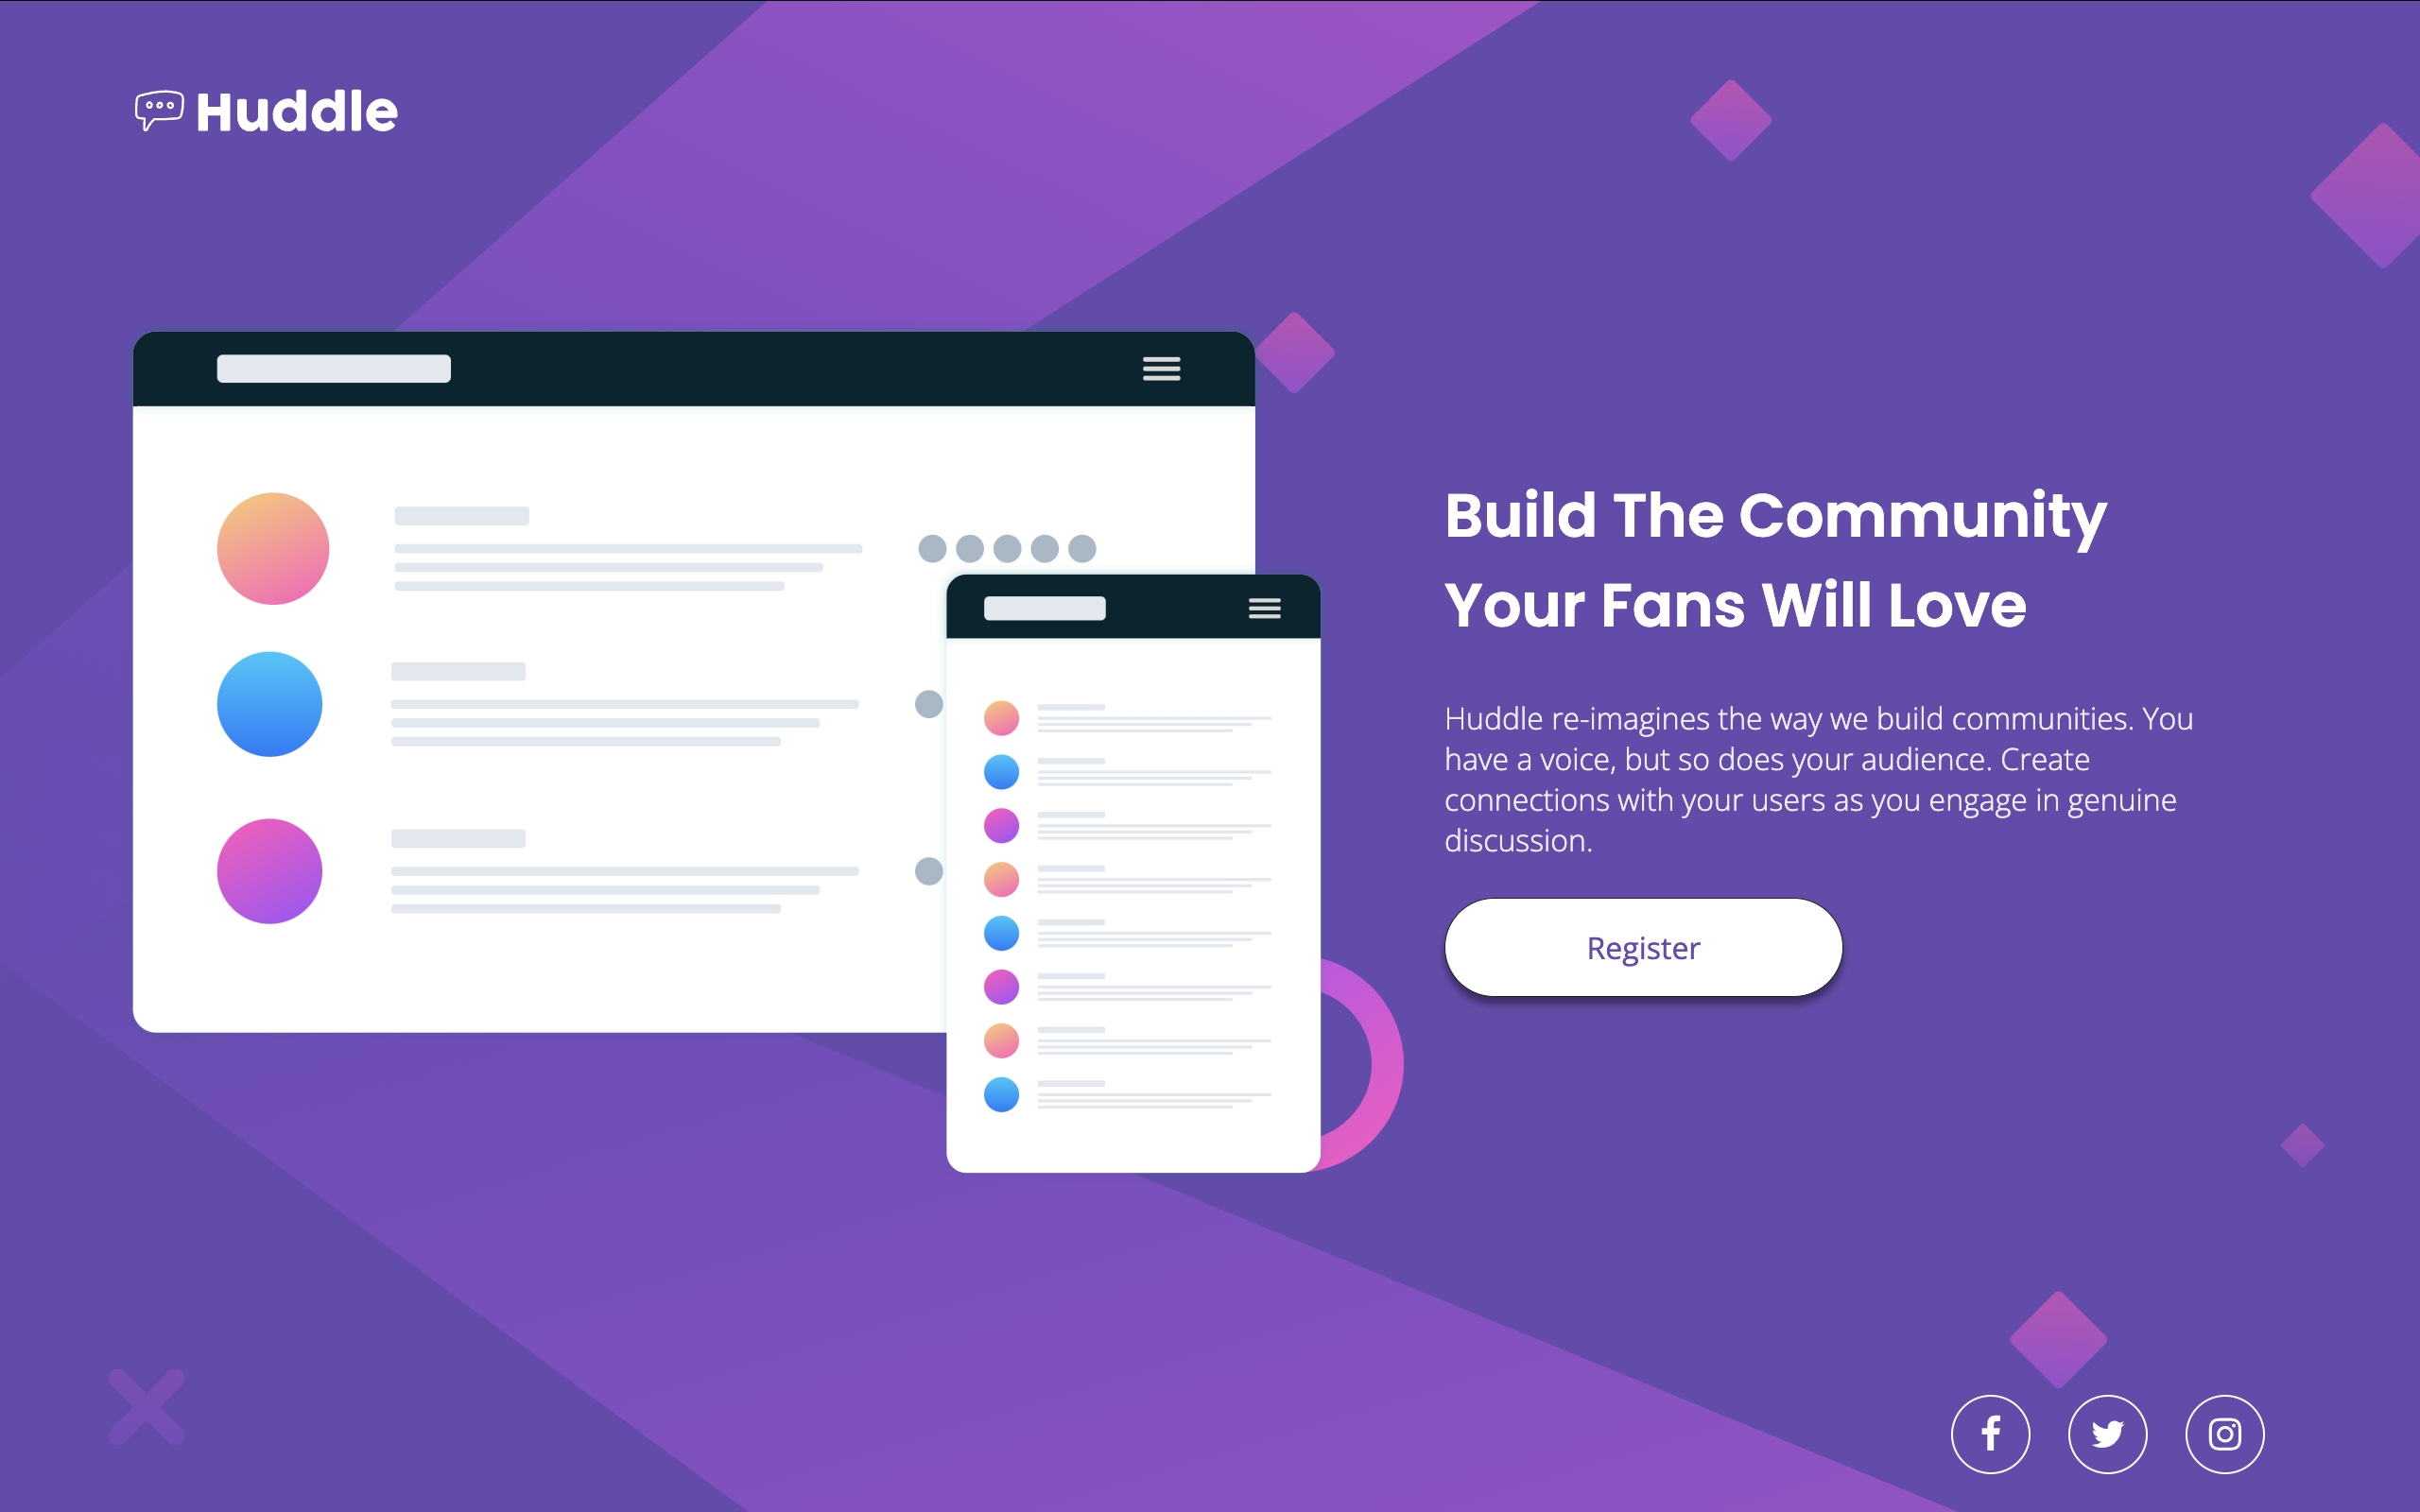 Huddle
Build The Community
Your Fans Will Love
Huddle re-imagines the way we build communities. You
have a voice, but so does your audience. Create
connections with your users as you engage in genuine
discussion.
Register